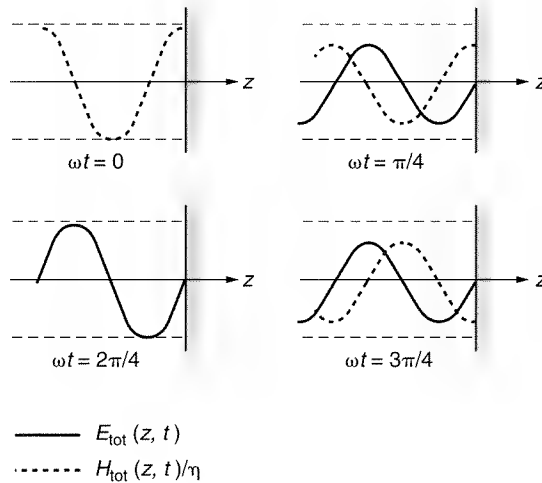 z
z
ωt = 0
ωt = π/4
z
z
ωt = 2π/4
ωt = 3π/4
E_tot (z, t)
H_tot (z, t)/η